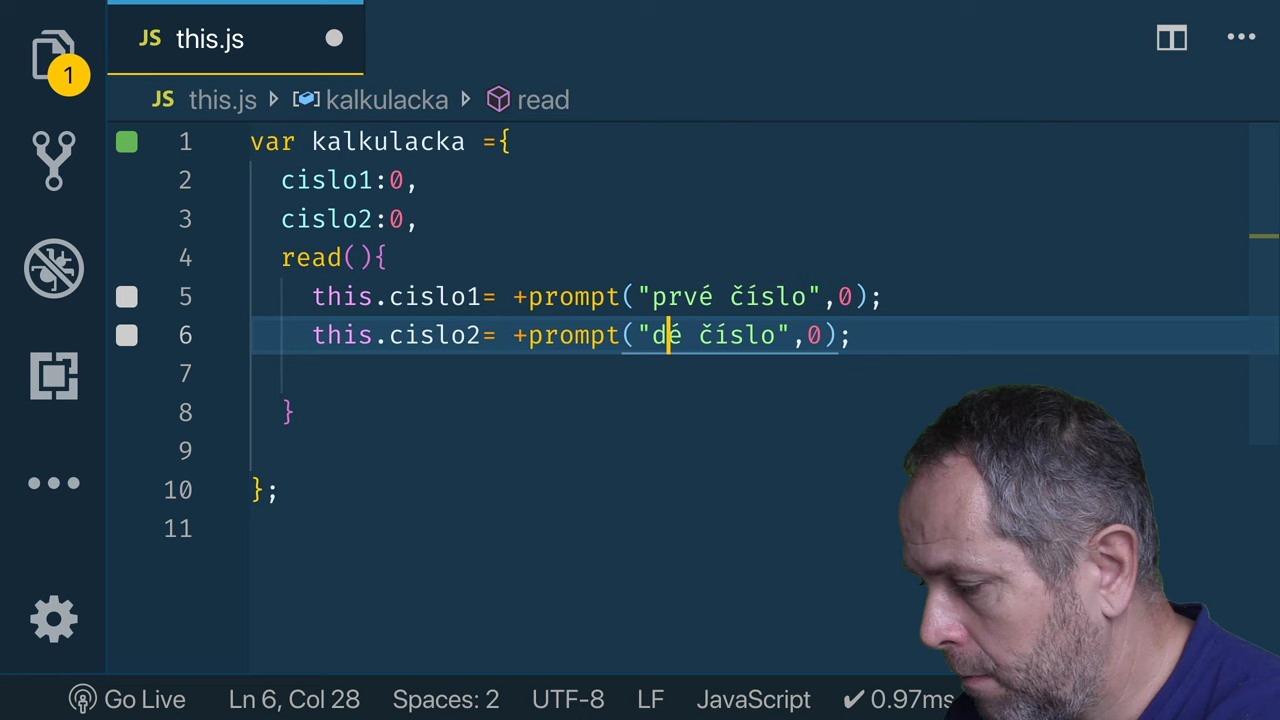 JS this.js
1
JS this.js kalkulacka read
1 var kalkulacka ={
2 cislo1:0,
3 cislo2:0,
4 read(){
5 this.cislo1= +prompt("prvé číslo",0);
6 this.cislo2= +prompt("dé číslo",0);
7
8 }
9
10 };
11
Go Live Ln 6, Col 28 Spaces: 2 UTF-8 LF JavaScript ✔ 0.97ms